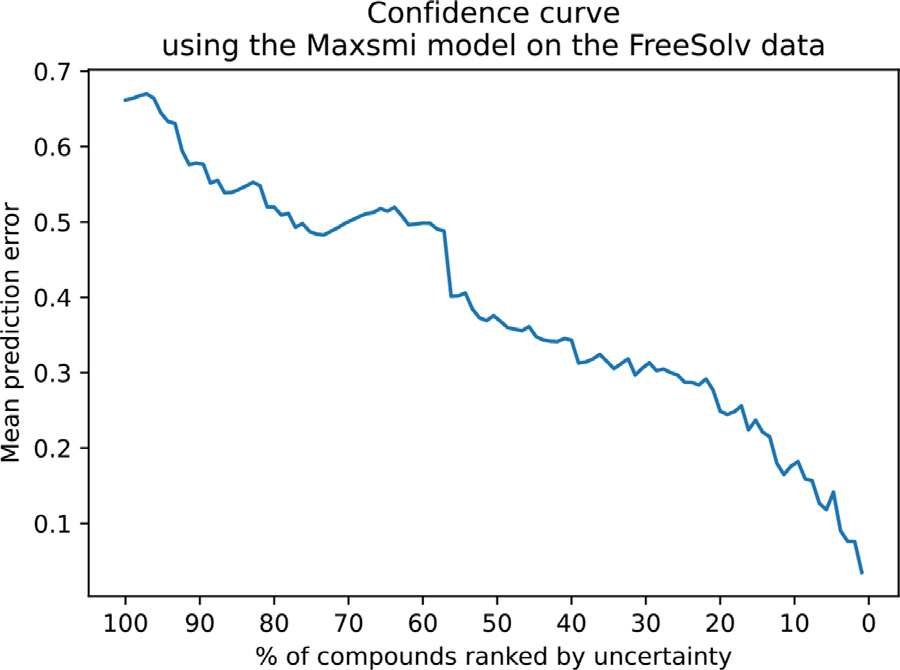 Confidence curve
using the Maxsmi model on the FreeSolv data
Mean prediction error
0.7
0.6
0.5
0.4
0.3
0.2
0.1
100 90 80 70 60 50 40 30 20 10 0
% of compounds ranked by uncertainty